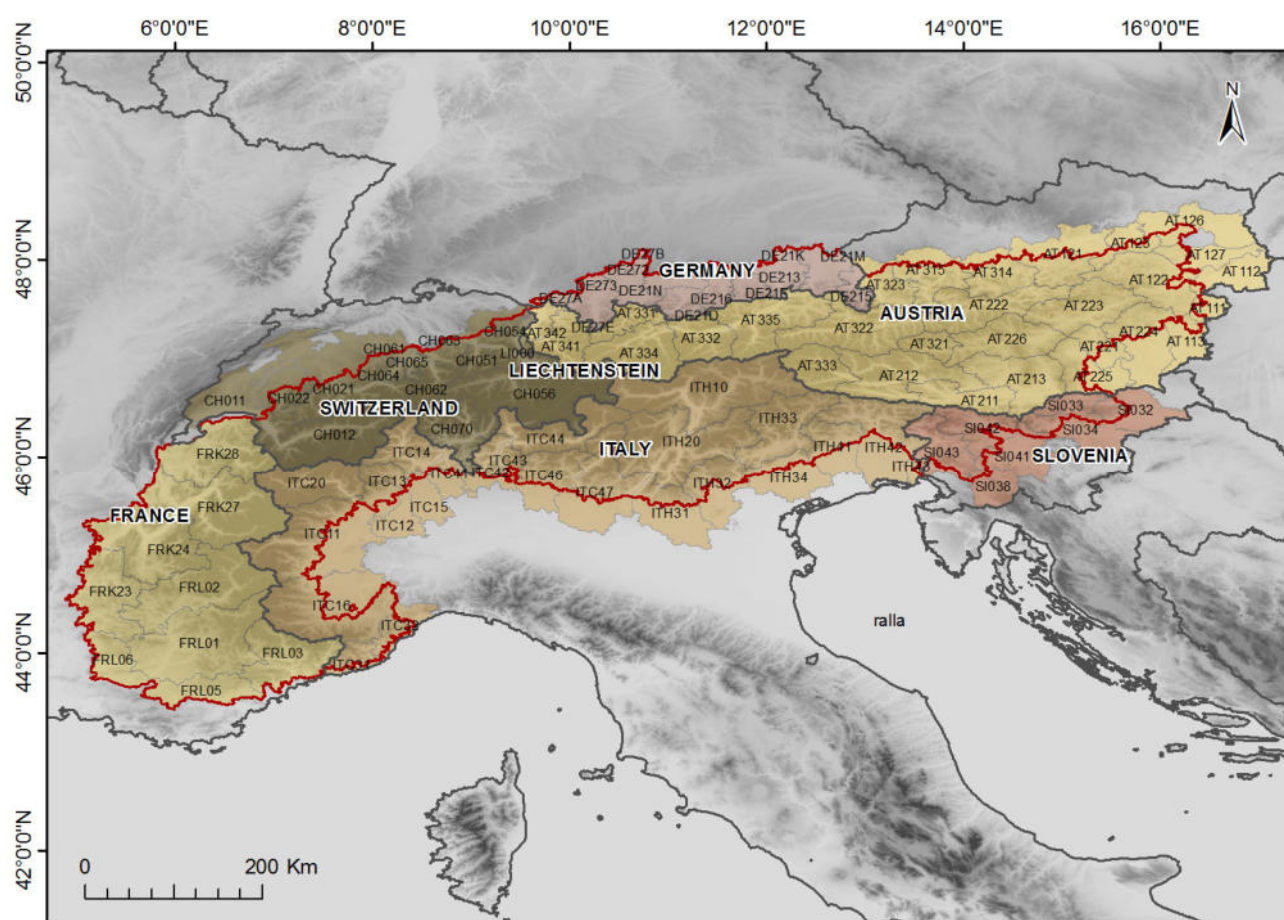 6°0'0"E 8°0'0"E 10°0'0"E 12°0'0"E 14°0'0"E 16°0'0"E
50°0'0"N
N
AT126
48°0'0"N
DE27B
DE21K
DE21M
AT121
AT123
AT127
DE272
GERMANY
DE273
DE213
AT323
AT315
AT314
AT122
AT112
DE27A
DE21N
DE216
DE215
AT222
AT223
AT111
AT331
DE21D
AT335
AUSTRIA
CH054
AT342
DE27E
AT332
AT322
AT224
CH061
CH063
AT341
AT334
AT321
AT226
AT221
AT113
CH065
CH051
LI000
CH064
LIECHTENSTEIN
AT333
AT212
AT213
AT225
CH011
CH022
CH021
CH062
CH056
ITH10
AT211
SI033
SI032
SWITZERLAND
CH012
CH070
ITC44
ITH33
SI042
SI034
46°0'0"N
FRK28
ITC14
ITALY
ITH20
ITH41
ITH42
SI043
SI041
SLOVENIA
ITC20
ITC13
ITC43
ITC46
ITH43
FRK27
ITC47
ITH32
ITH34
SI038
FRANCE
ITC15
ITH31
ITC11
ITC12
FRK24
FRK23
FRL02
ITC16
ralla
44°0'0"N
FRL01
FRL03
FRL06
FRL05
42°0'0"N
0 200 Km